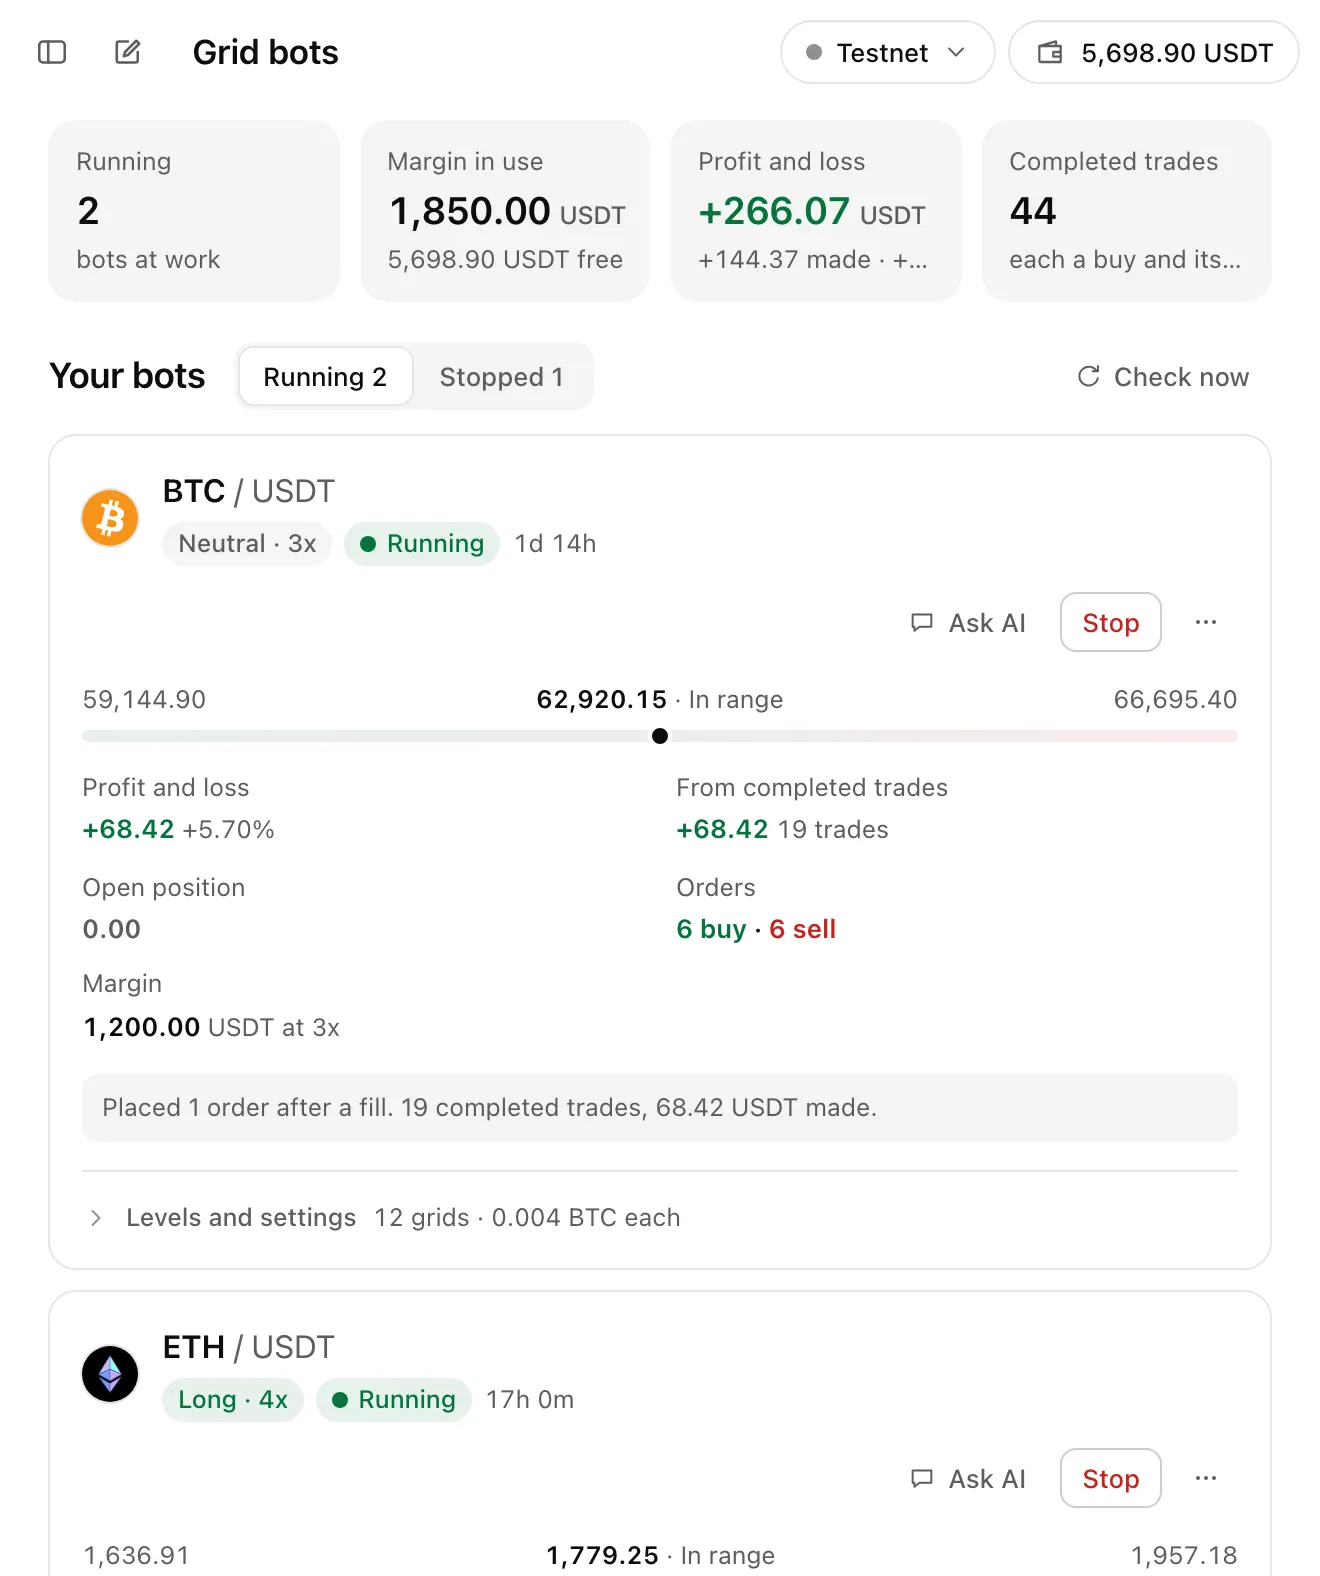 Grid bots
Testnet
5,698.90 USDT
Running
2
bots at work
Margin in use
1,850.00 USDT
5,698.90 USDT free
Profit and loss
+266.07 USDT
+144.37 made · +...
Completed trades
44
each a buy and its...
Your bots
Running 2
Stopped 1
Check now
BTC / USDT
Neutral · 3x
Running
1d 14h
Ask AI
Stop
59,144.90
62,920.15 · In range
66,695.40
Profit and loss
+68.42 +5.70%
From completed trades
+68.42 19 trades
Open position
0.00
Orders
6 buy · 6 sell
Margin
1,200.00 USDT at 3x
Placed 1 order after a fill. 19 completed trades, 68.42 USDT made.
Levels and settings 12 grids · 0.004 BTC each
ETH / USDT
Long · 4x
Running
17h 0m
Ask AI
Stop
1,636.91
1,779.25 · In range
1,957.18